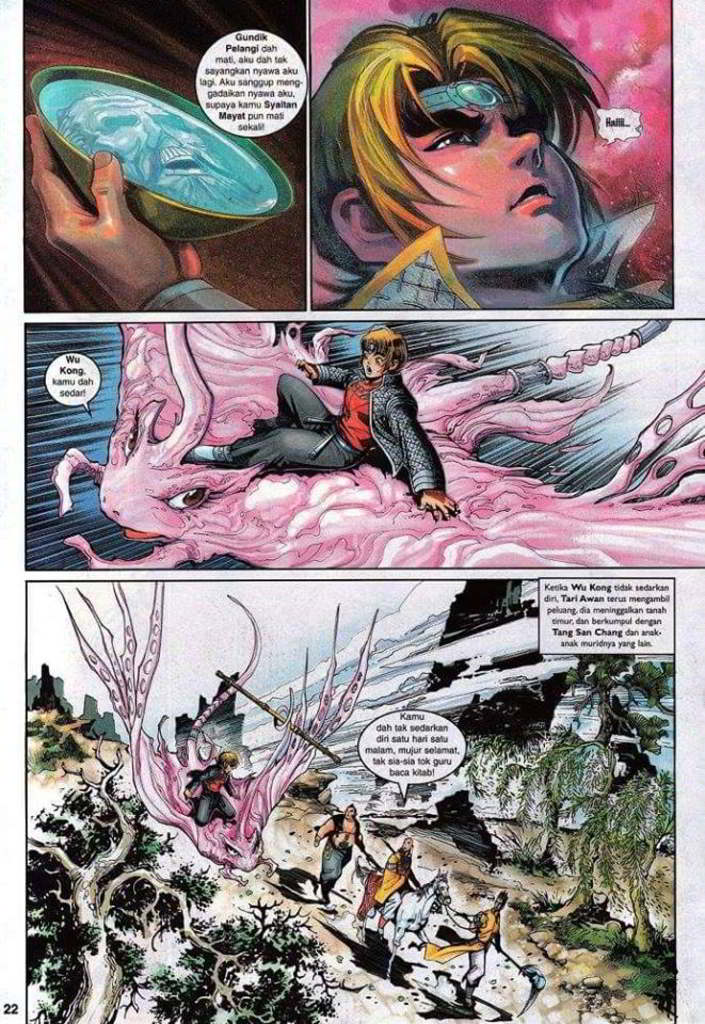 Gundik
Pelangi dah
mati, aku dah tak
sayangkan nyawa aku
lagi. Aku sanggup meng-
gadaikan nyawa aku,
supaya kamu Syaitan
Mayat pun mati
sekali!
Haiiii...
Wu
Kong,
kamu dah
sedar!
Ketika Wu Kong tidak sedarkan
diri, Tari Awan terus mengambil
peluang, dia meninggalkan tanah
timur, dan berkumpul dengan
Tang San Chang dan anak-
anak muridnya yang lain.
Kamu
dah tak sedarkan
diri satu hari satu
malam, mujur selamat,
tak sia-sia tok guru
baca kitab!
22